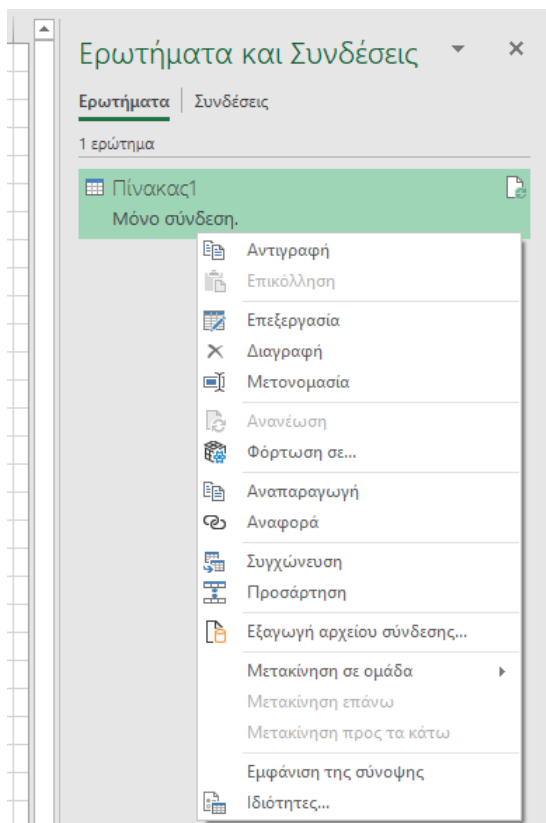 Ερωτήματα και Συνδέσεις
Ερωτήματα Συνδέσεις
1 ερώτημα
Πίνακας1
Μόνο σύνδεση.
Αντιγραφή
Επικόλληση
Επεξεργασία
Διαγραφή
Μετονομασία
Ανανέωση
Φόρτωση σε...
Αναπαραγωγή
Αναφορά
Συγχώνευση
Προσάρτηση
Εξαγωγή αρχείου σύνδεσης...
Μετακίνηση σε ομάδα
Μετακίνηση επάνω
Μετακίνηση προς τα κάτω
Εμφάνιση της σύνοψης
Ιδιότητες...